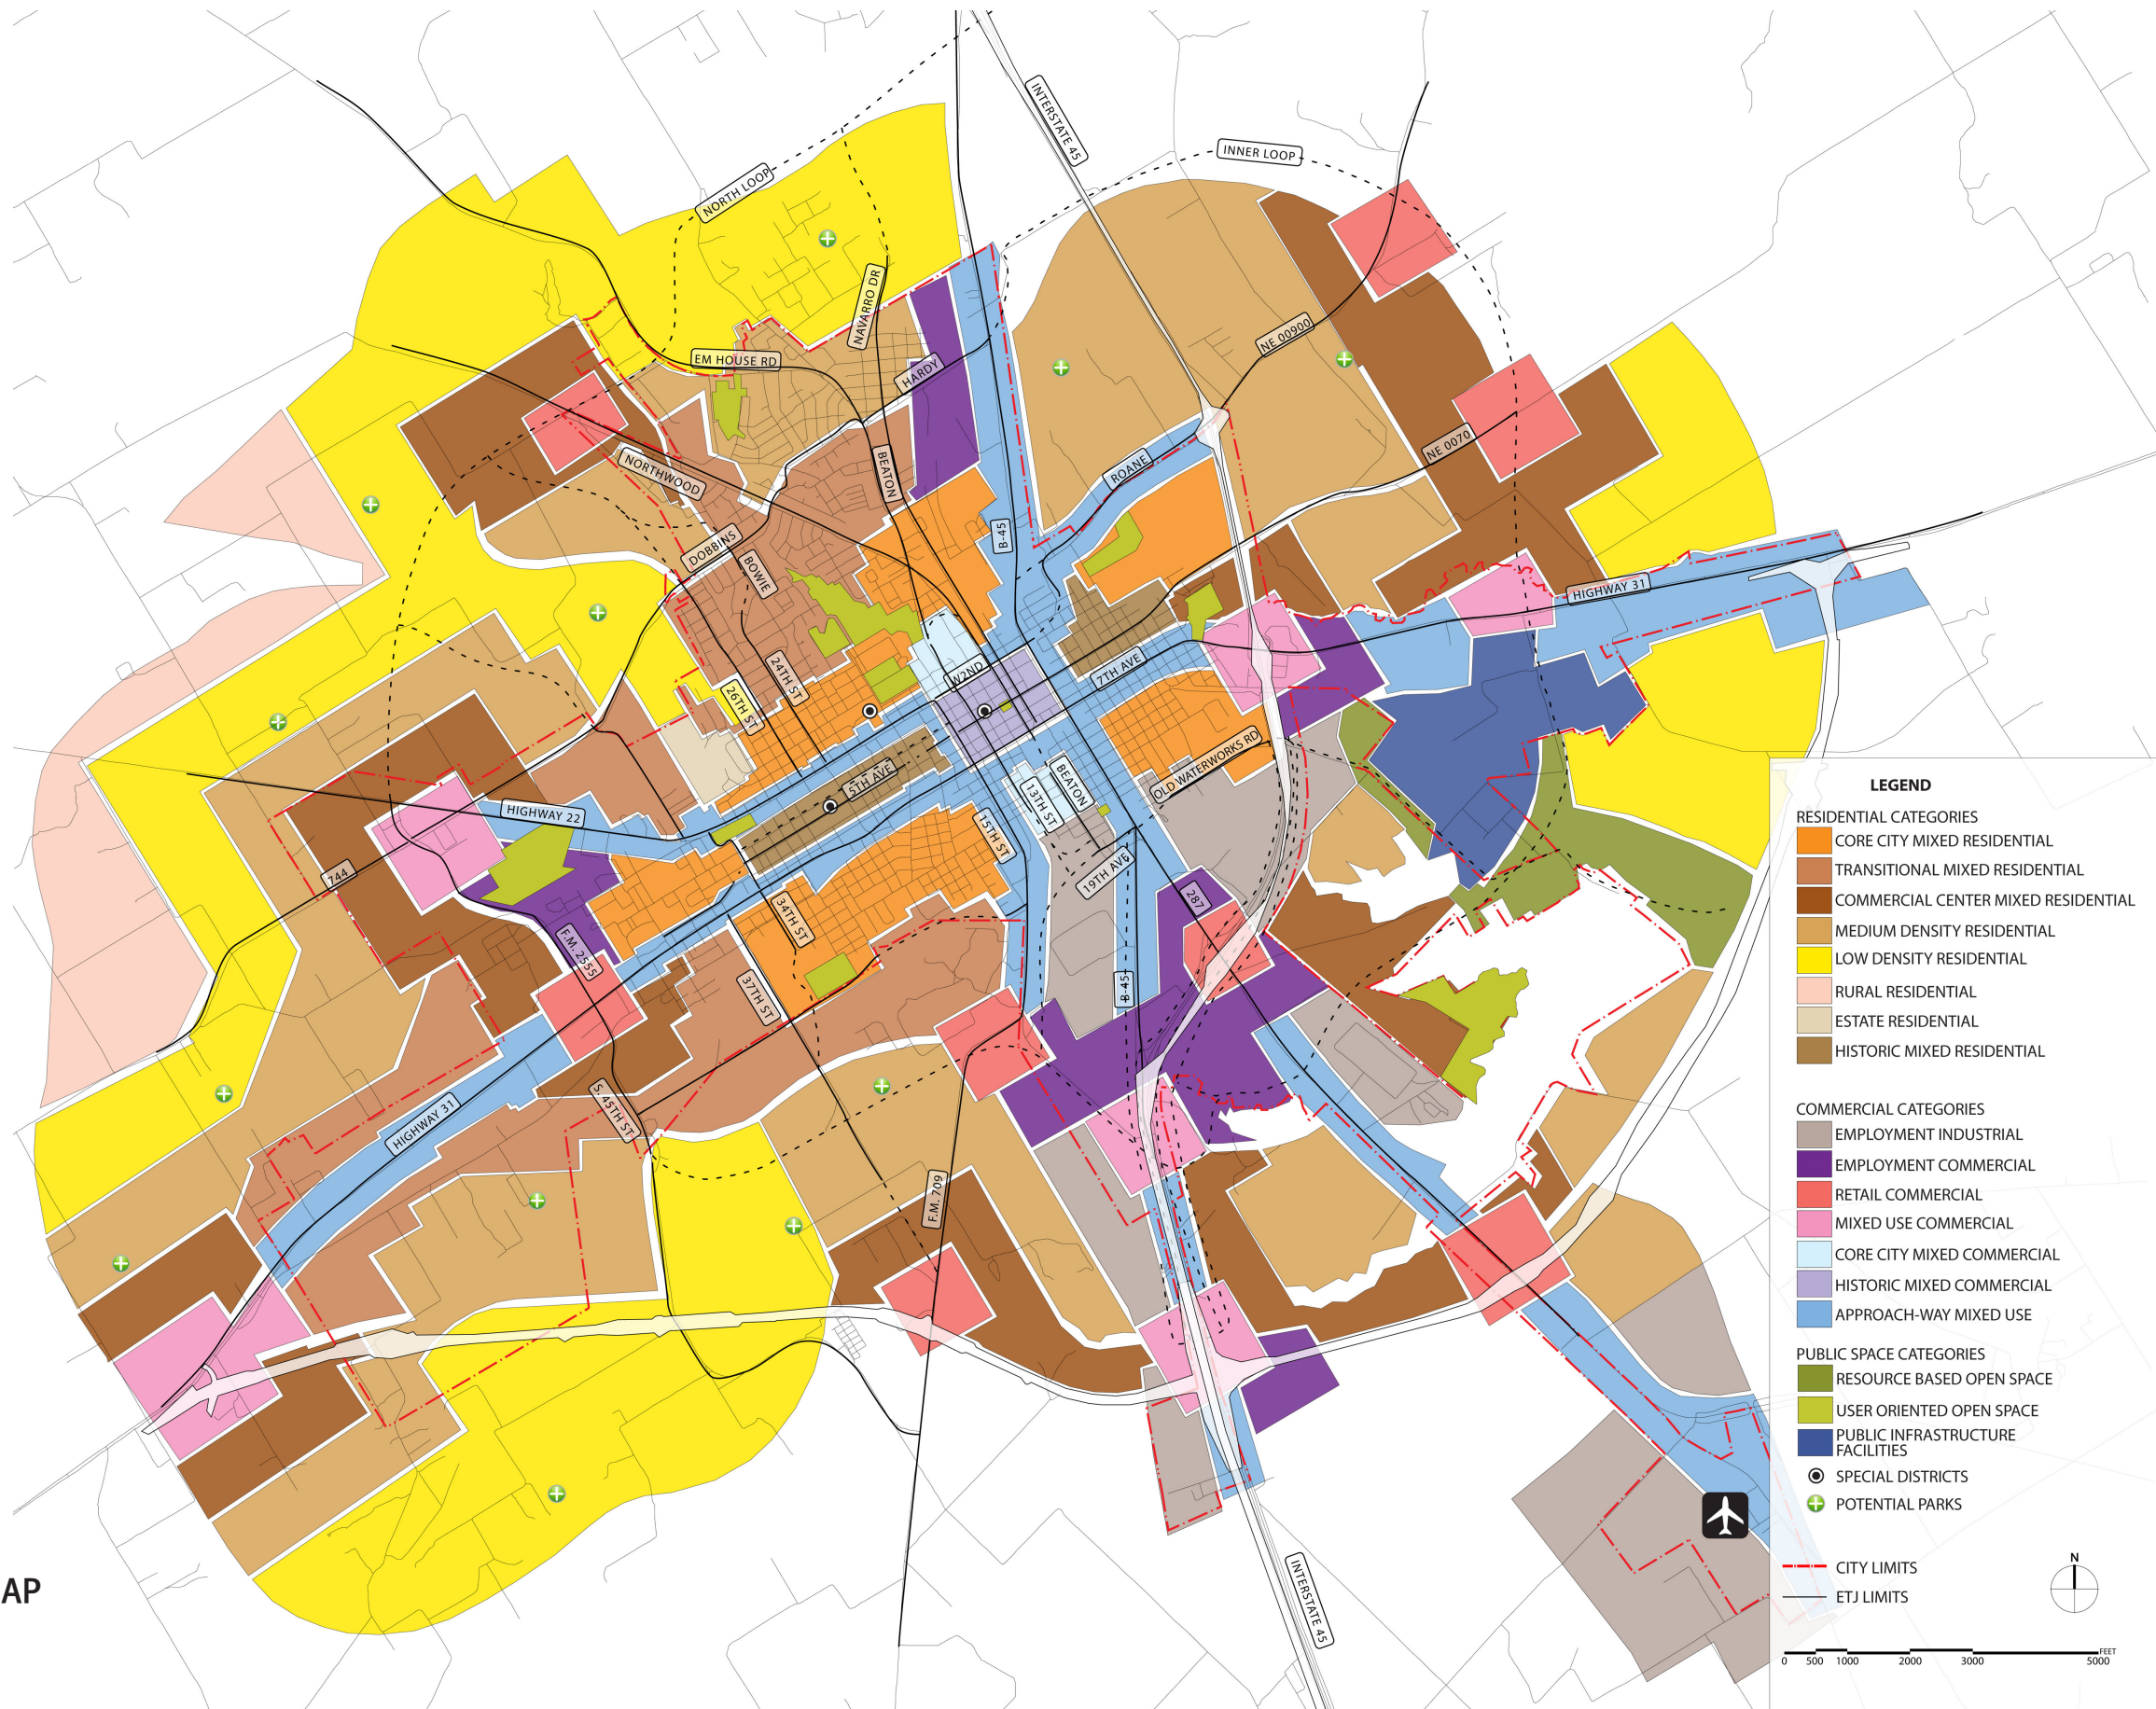 INTERSTATE 45
INNER LOOP
NORTH LOOP
NAVARRO DR
NE 00900
EM HOUSE RD
HARDY
NE 0070
NORTHWOOD
BEATON
ROANE
B-45
DOBBINS
BOWIE
HIGHWAY 31
24TH ST
W2ND
7TH AVE
26TH ST
OLD WATERWORKS RD
5TH AVE
BEATON
13TH ST
HIGHWAY 22
15TH ST
744
19TH AVE
287
34TH ST
F.M. 2555
37TH ST
B-45
S. 45TH ST
HIGHWAY 31
F.M. 709
INTERSTATE 45
AP
LEGEND
RESIDENTIAL CATEGORIES
CORE CITY MIXED RESIDENTIAL
TRANSITIONAL MIXED RESIDENTIAL
COMMERCIAL CENTER MIXED RESIDENTIAL
MEDIUM DENSITY RESIDENTIAL
LOW DENSITY RESIDENTIAL
RURAL RESIDENTIAL
ESTATE RESIDENTIAL
HISTORIC MIXED RESIDENTIAL
COMMERCIAL CATEGORIES
EMPLOYMENT INDUSTRIAL
EMPLOYMENT COMMERCIAL
RETAIL COMMERCIAL
MIXED USE COMMERCIAL
CORE CITY MIXED COMMERCIAL
HISTORIC MIXED COMMERCIAL
APPROACH-WAY MIXED USE
PUBLIC SPACE CATEGORIES
RESOURCE BASED OPEN SPACE
USER ORIENTED OPEN SPACE
PUBLIC INFRASTRUCTURE
FACILITIES
SPECIAL DISTRICTS
POTENTIAL PARKS
CITY LIMITS
ETJ LIMITS
N
FEET
0 500 1000 2000 3000 5000